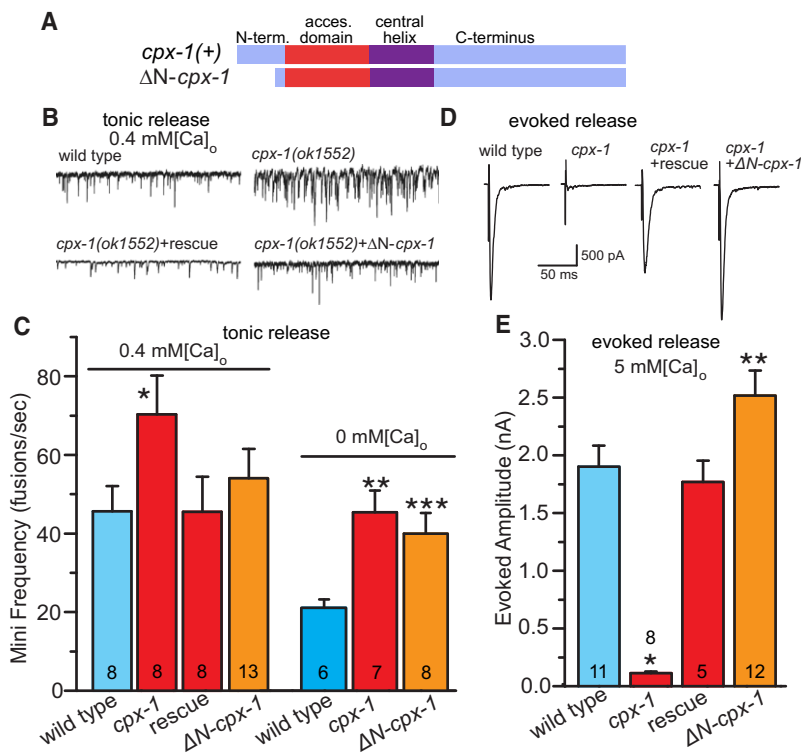 A
N-term. acces. domain central helix C-terminus
cpx-1(+)
ΔN-cpx-1
B
tonic release
0.4 mM[Ca]o
wild type
cpx-1(ok1552)
cpx-1(ok1552)+rescue
cpx-1(ok1552)+ΔN-cpx-1
D
evoked release
wild type
cpx-1
cpx-1 +rescue
cpx-1 +ΔN-cpx-1
500 pA
50 ms
C
tonic release
0.4 mM[Ca]o
0 mM[Ca]o
Mini Frequency (fusions/sec)
80
60
40
20
0
*
**
***
8 8 8 13 6 7 8
wild type cpx-1 rescue ΔN-cpx-1 wild type cpx-1 ΔN-cpx-1
E
evoked release
5 mM[Ca]o
Evoked Amplitude (nA)
3.0
2.5
2.0
1.5
1.0
0.5
0.0
**
8
*
11 5 12
wild type cpx-1 rescue ΔN-cpx-1